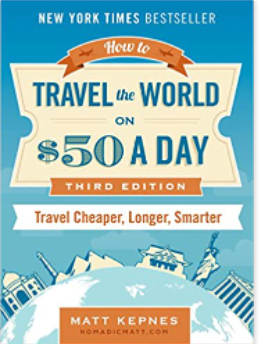 NEW YORK TIMES BESTSELLER
How to
TRAVEL the WORLD
ON
$50 A DAY
THIRD EDITION
Travel Cheaper, Longer, Smarter
MATT KEPNES
NOMADICMATT.COM